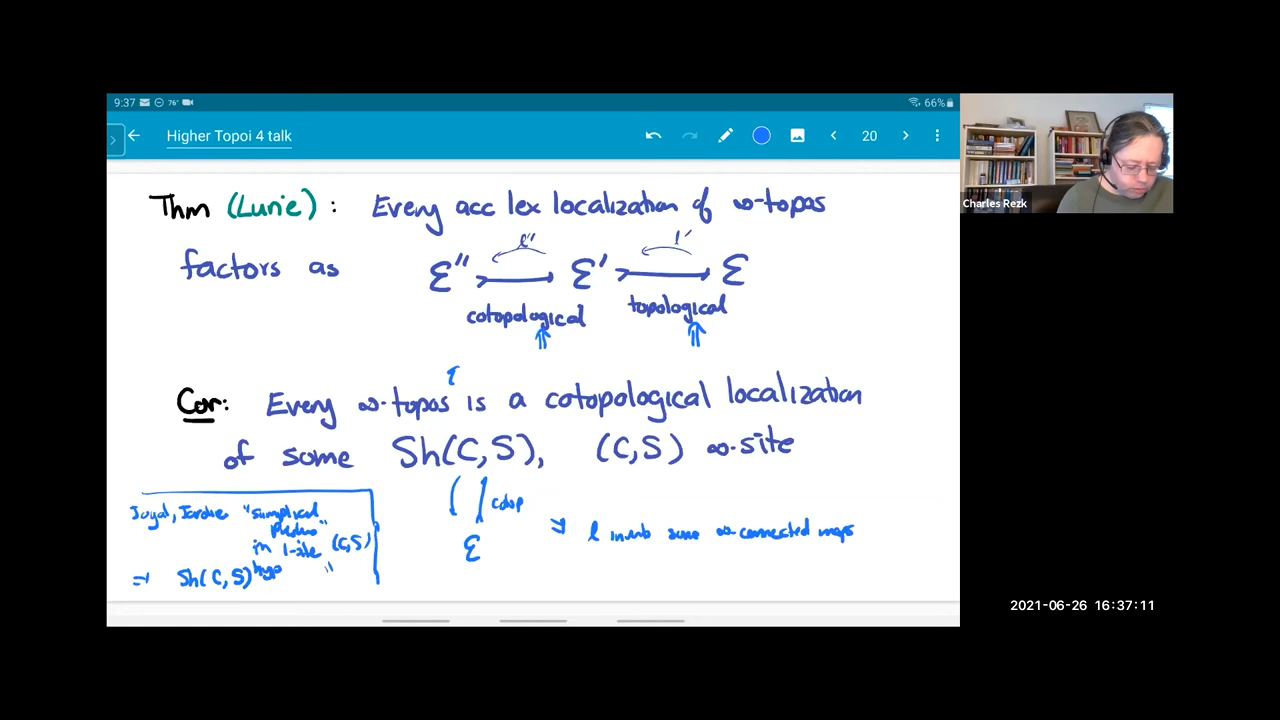 9:37 76° 66%
Higher Topoi 4 talk
20
Charles Rezk
Thm (Lurie): Every acc lex localization of ∞-topos
ℓ" ℓ'
factors as ℰ" ↣ ℰ' ↣ ℰ
cotopological topological
⇑ ⇑
ℰ
Cor: Every ∞-topos is a cotopological localization
of some Sh(C,S), (C,S) ∞-site
Joyal, Jardine "simplicial
in 1-site (C,S)
"
⇒ Sh(C,S)^hyp
cotop
ℰ
⇒ ℓ inverts some ∞-connected maps
2021-06-26 16:37:11